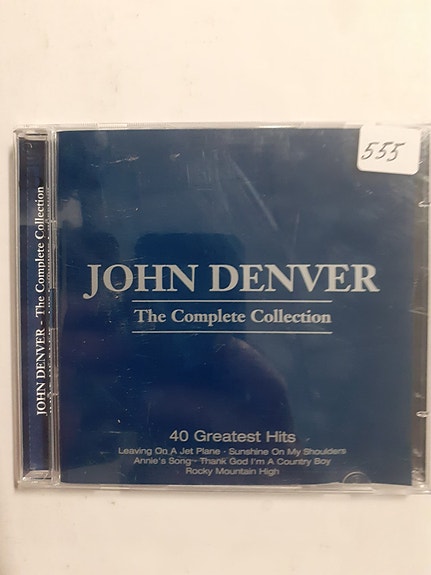 555
JOHN DENVER - The Complete Collection
JOHN DENVER
The Complete Collection
40 Greatest Hits
Leaving On A Jet Plane · Sunshine On My Shoulders
Annie's Song · Thank God I'm A Country Boy
Rocky Mountain High